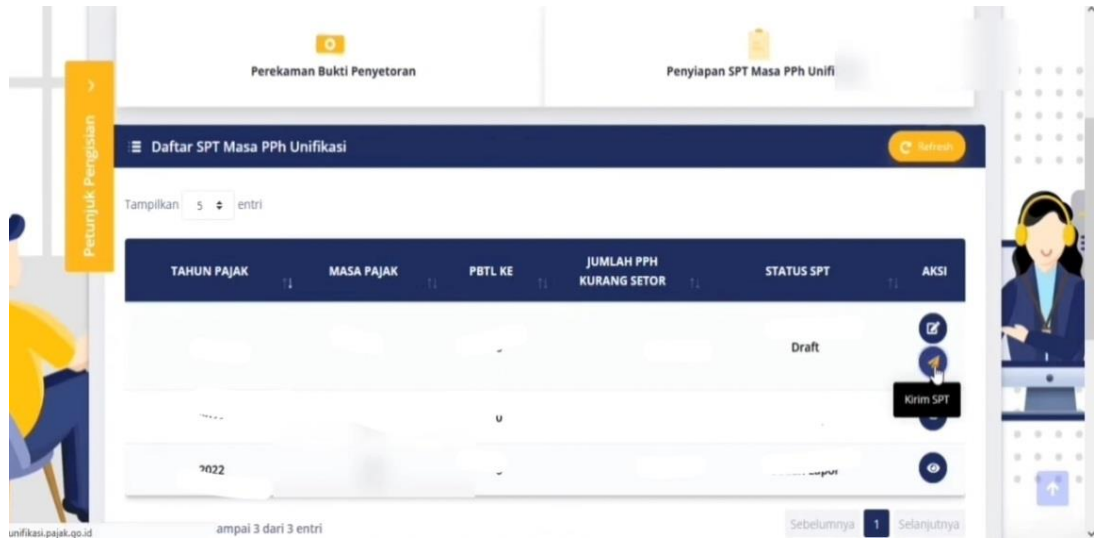 Perekaman Bukti Penyetoran
Penyiapan SPT Masa PPh Unifi
Petunjuk Pengisian
Daftar SPT Masa PPh Unifikasi
Refresh
Tampilkan 5 entri
TAHUN PAJAK MASA PAJAK PBTL KE JUMLAH PPH KURANG SETOR STATUS SPT AKSI
Draft
Kirim SPT
2022
ampai 3 dari 3 entri
Sebelumnya 1 Selanjutnya
unifikasi.pajak.go.id